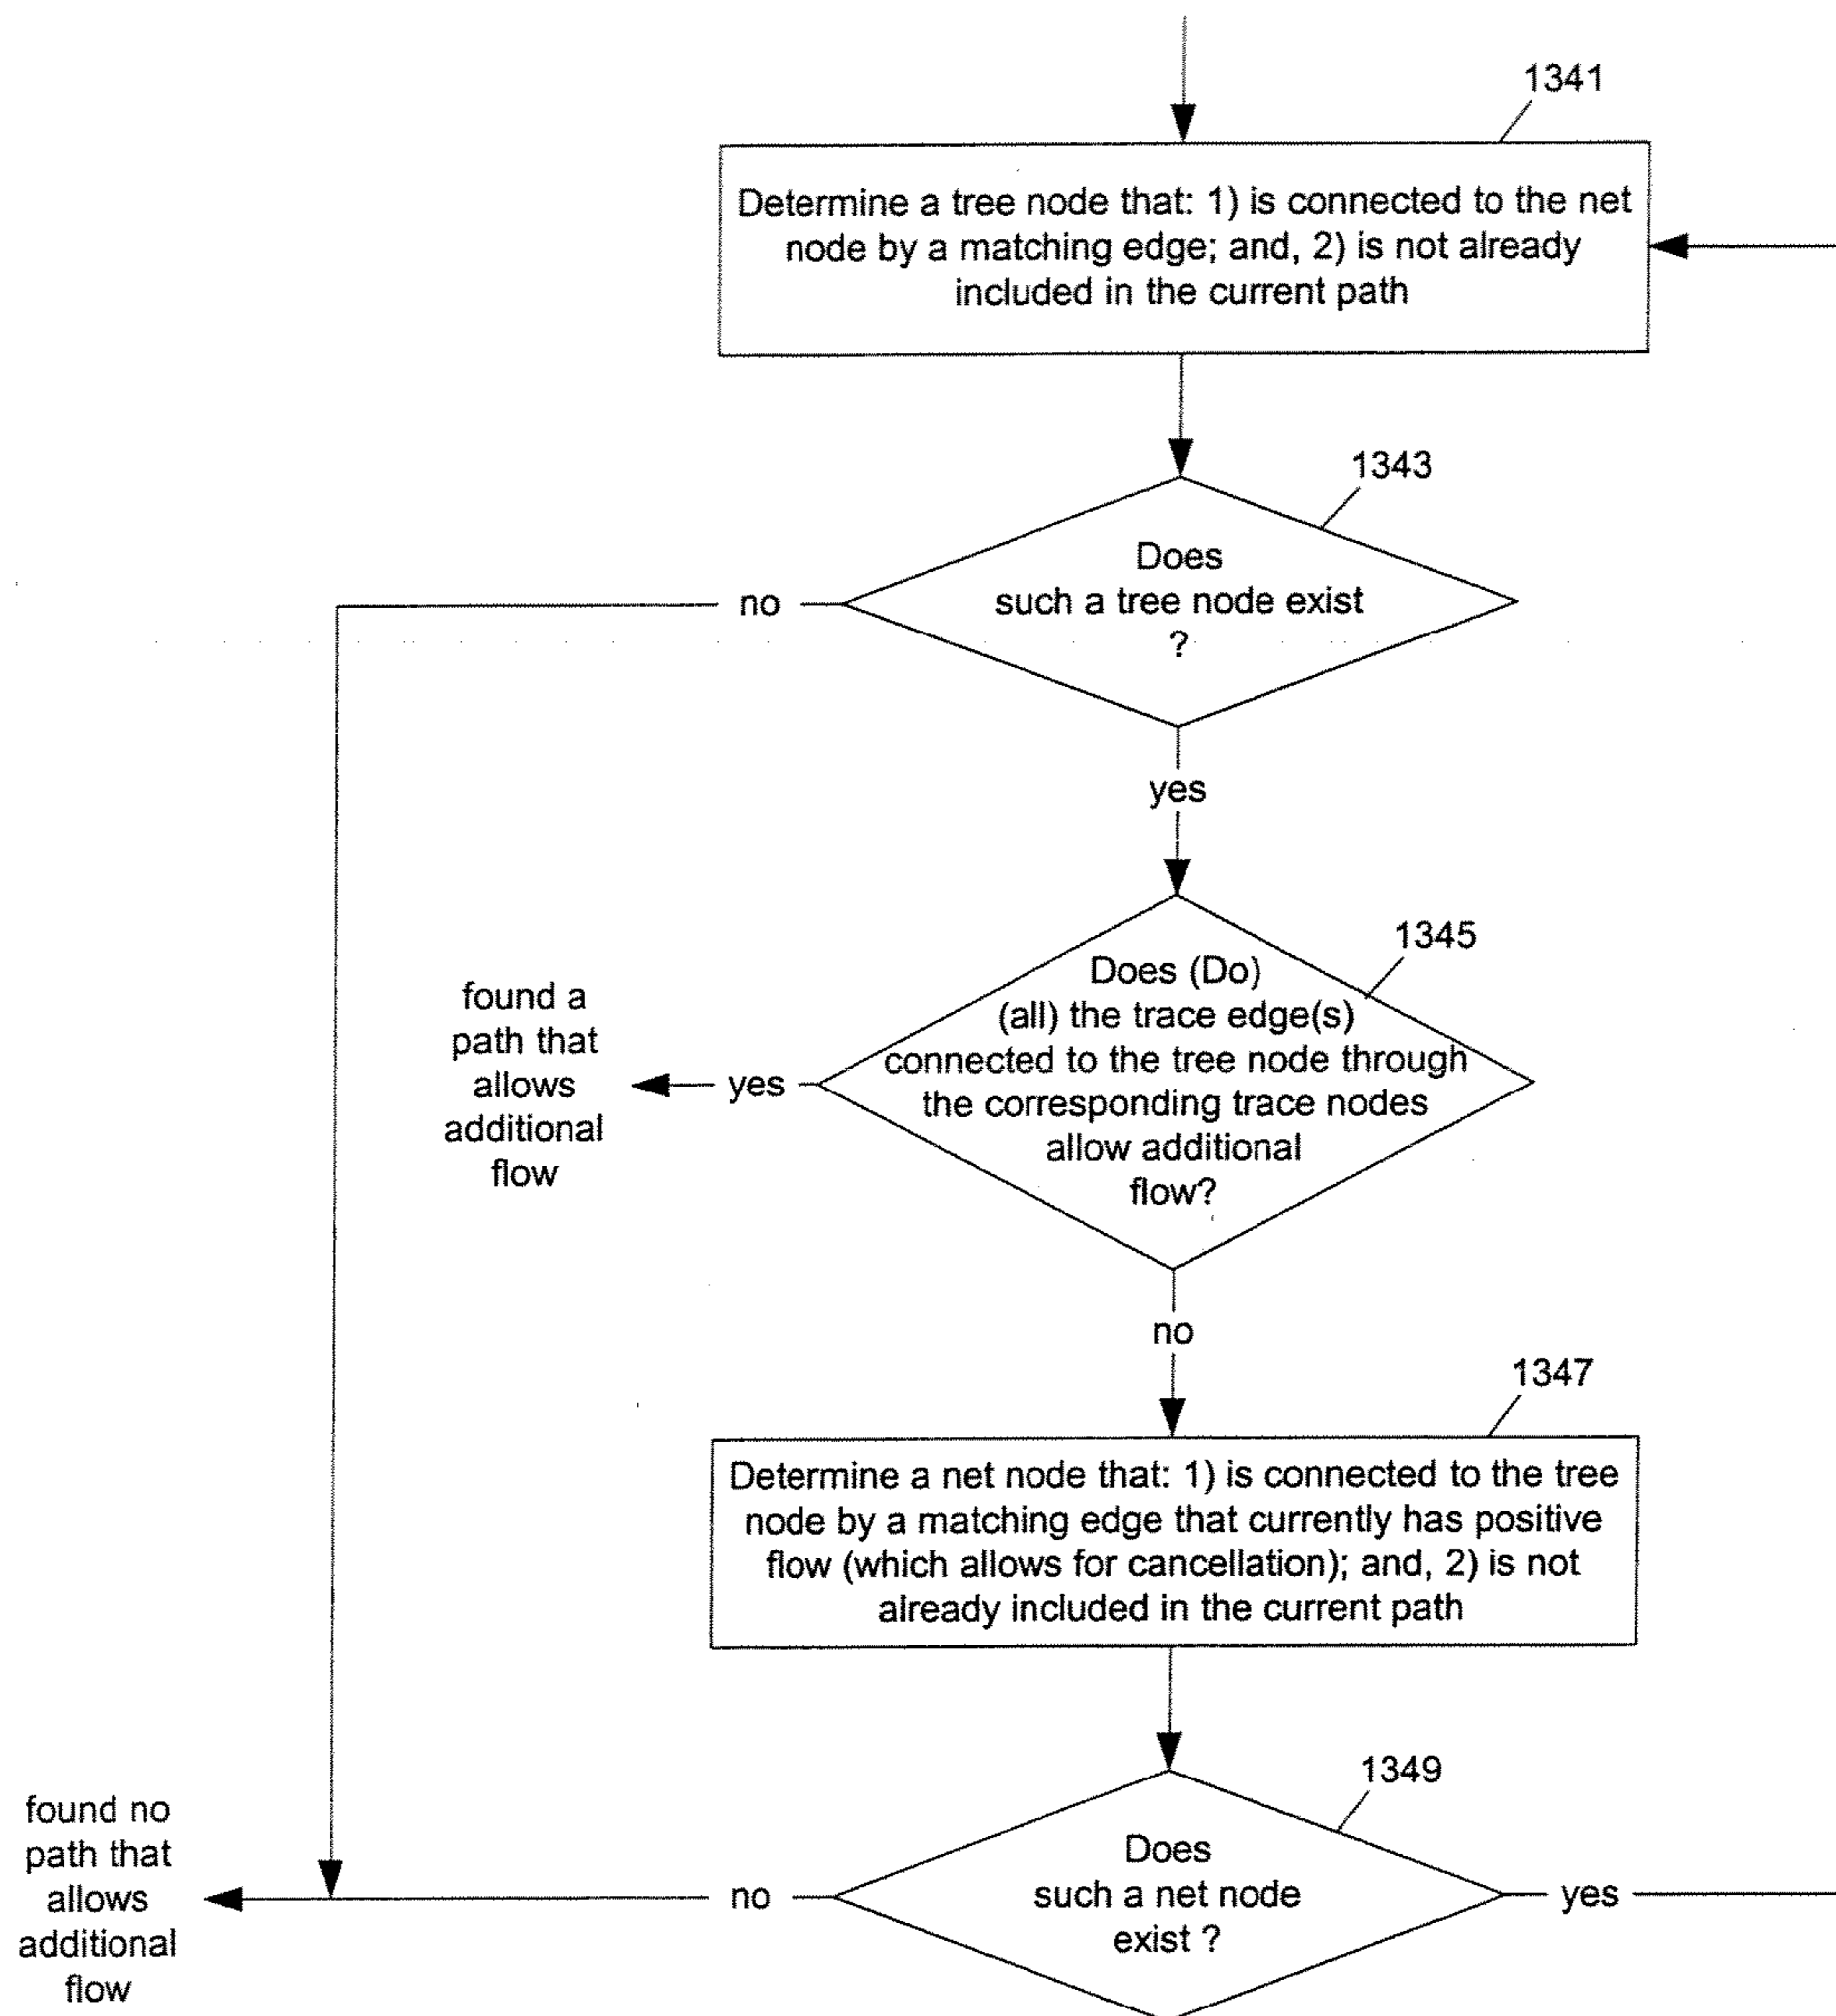 1341
Determine a tree node that: 1) is connected to the net
node by a matching edge; and, 2) is not already
included in the current path
1343
Does
such a tree node exist
?
no
yes
1345
Does (Do)
(all) the trace edge(s)
connected to the tree node through
the corresponding trace nodes
allow additional
flow?
yes
found a
path that
allows
additional
flow
no
1347
Determine a net node that: 1) is connected to the tree
node by a matching edge that currently has positive
flow (which allows for cancellation); and, 2) is not
already included in the current path
1349
Does
such a net node
exist ?
no
yes
found no
path that
allows
additional
flow